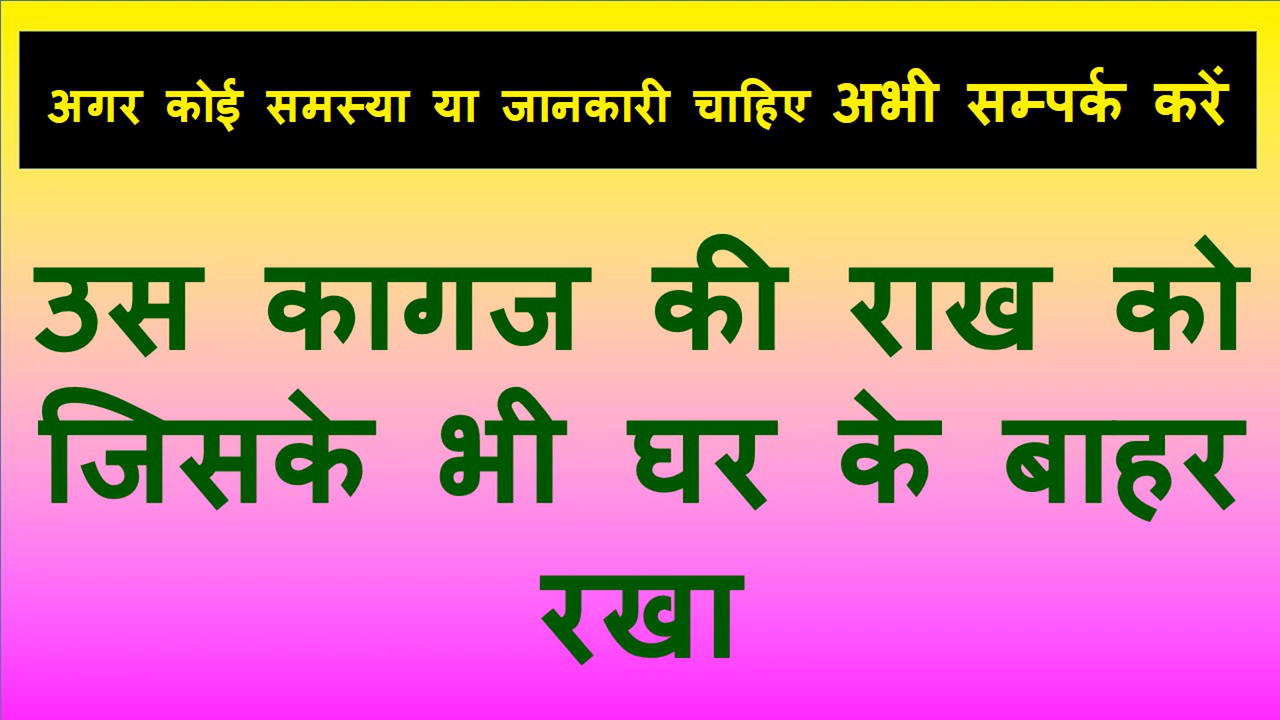 अगर कोई समस्या या जानकारी चाहिए अभी सम्पर्क करें
उस कागज की राख को
जिसके भी घर के बाहर
रखा